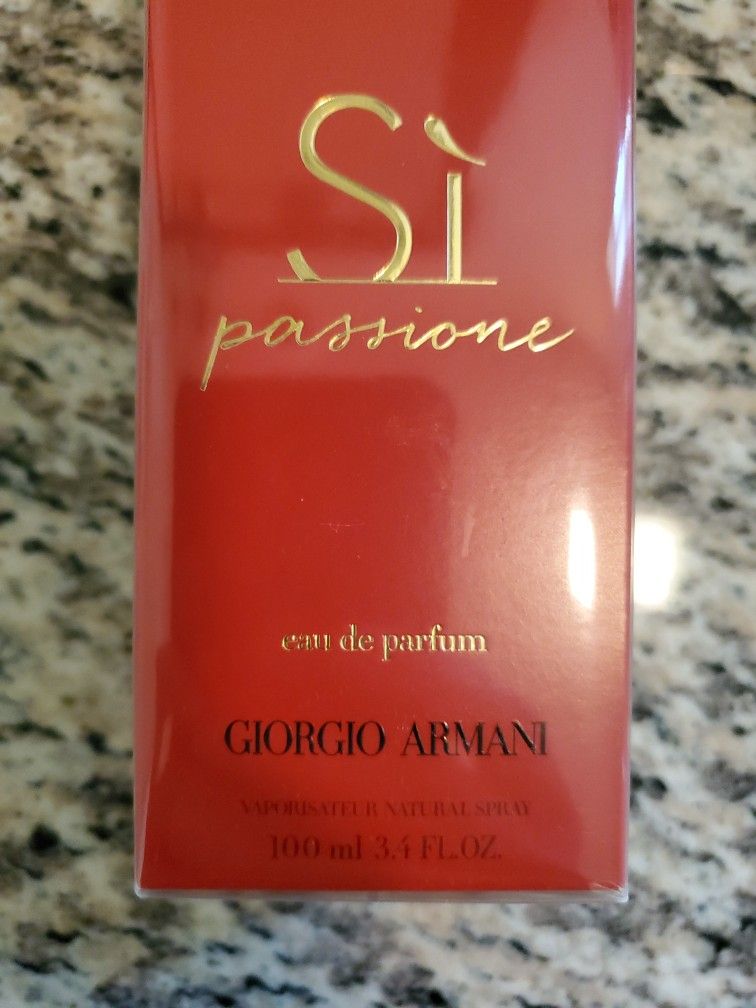 Sì
passione
eau de parfum
GIORGIO ARMANI
VAPORISATEUR NATURAL SPRAY
100 ml 3.4 FL.OZ.